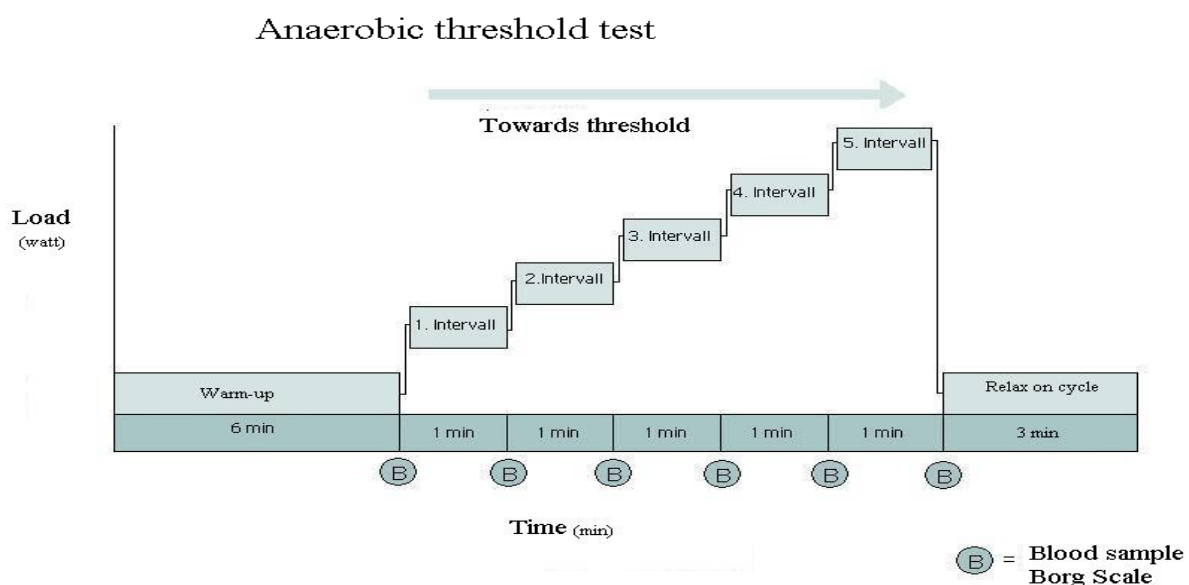 Anaerobic threshold test
Towards threshold
Load
(watt)
5. Intervall
4. Intervall
3. Intervall
2.Intervall
1. Intervall
Warm-up
Relax on cycle
6 min
1 min
1 min
1 min
1 min
1 min
3 min
B
B
B
B
B
B
Time (min)
B = Blood sample
Borg Scale